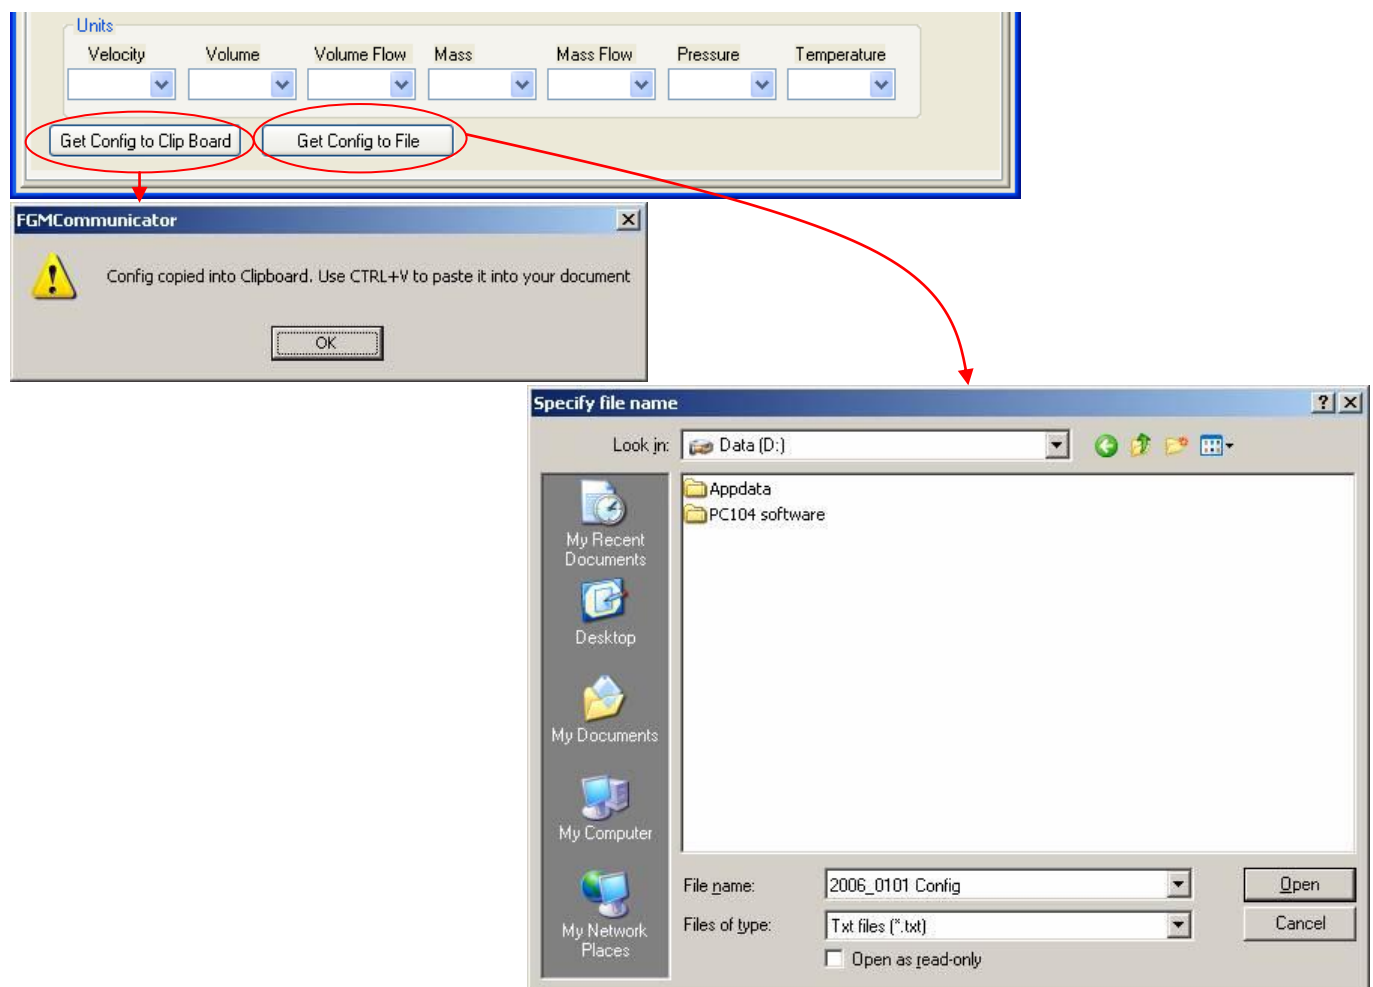 Units
Velocity Volume Volume Flow Mass Mass Flow Pressure Temperature
Get Config to Clip Board Get Config to File
FGMCommunicator
Config copied into Clipboard. Use CTRL+V to paste it into your document
OK
Specify file name
Look in: Data (D:)
Appdata
PC104 software
My Recent
Documents
Desktop
My Documents
My Computer
My Network
Places
File name: 2006_0101 Config Open
Files of type: Txt files (*.txt) Cancel
Open as read-only